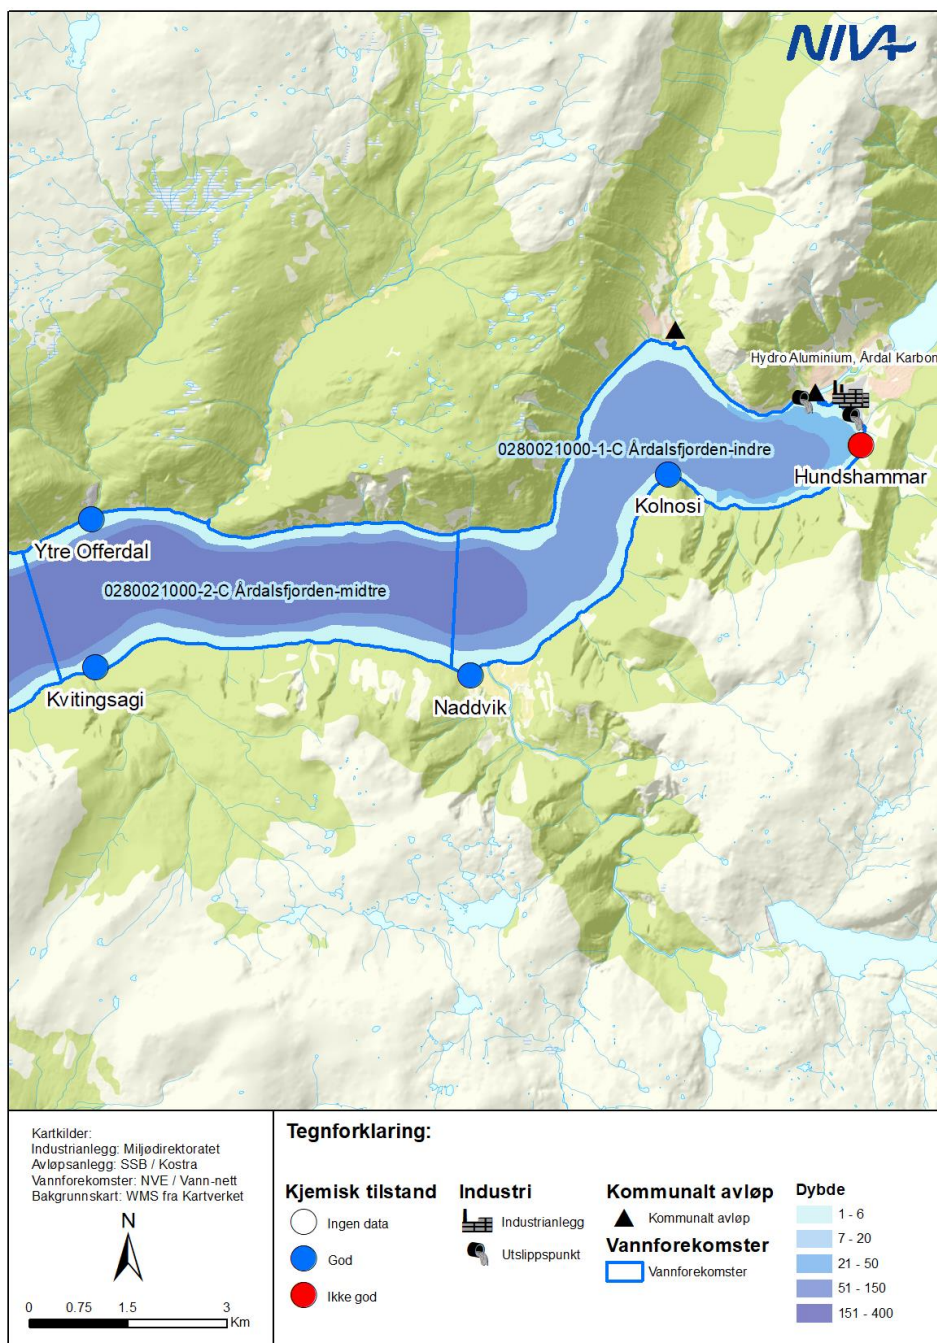 NIVA
Hydro Aluminium, Årdal Karbon
0280021000-1-C Årdalsfjorden-indre
Hundshammar
Kolnosi
Ytre Offerdal
0280021000-2-C Årdalsfjorden-midtre
Kvitingsagi
Naddvik
Kartkilder:
Industrianlegg: Miljødirektoratet
Avløpsanlegg: SSB / Kostra
Vannforekomster: NVE / Vann-nett
Bakgrunnskart: WMS fra Kartverket
N
0 0.75 1.5 3
Km
Tegnforklaring:
Kjemisk tilstand
Ingen data
God
Ikke god
Industri
Industrianlegg
Utslippspunkt
Kommunalt avløp
Kommunalt avløp
Vannforekomster
Vannforekomster
Dybde
1 - 6
7 - 20
21 - 50
51 - 150
151 - 400